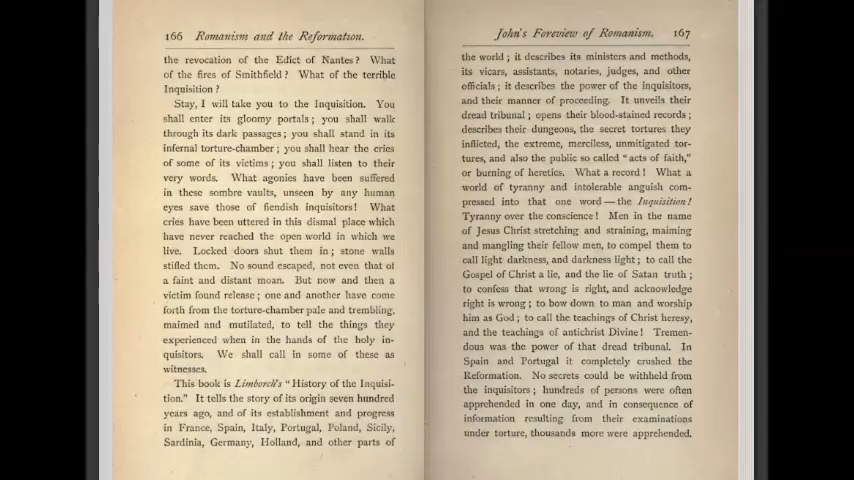 166 Romanism and the Reformation.
the revocation of the Edict of Nantes? What
of the fires of Smithfield? What of the terrible
Inquisition?
Stay, I will take you to the Inquisition. You
shall enter its gloomy portals; you shall walk
through its dark passages; you shall stand in its
infernal torture-chamber; you shall hear the cries
of some of its victims; you shall listen to their
very words. What agonies have been suffered
in these sombre vaults, unseen by any human
eyes save those of fiendish inquisitors! What
cries have been uttered in this dismal place which
have never reached the open world in which we
live. Locked doors shut them in; stone walls
stifled them. No sound escaped, not even that of
a faint and distant moan. But now and then a
victim found release; one and another have come
forth from the torture-chamber pale and trembling,
maimed and mutilated, to tell the things they
experienced when in the hands of the holy in-
quisitors. We shall call in some of these as
witnesses.
This book is Limborch's "History of the Inquisi-
tion." It tells the story of its origin seven hundred
years ago, and of its establishment and progress
in France, Spain, Italy, Portugal, Poland, Sicily,
Sardinia, Germany, Holland, and other parts of
John's Foreview of Romanism. 167
the world; it describes its ministers and methods,
its vicars, assistants, notaries, judges, and other
officials; it describes the power of the inquisitors,
and their manner of proceeding. It unveils their
dread tribunal; opens their blood-stained records;
describes their dungeons, the secret tortures they
inflicted, the extreme, merciless, unmitigated tor-
tures, and also the public so called "acts of faith,"
or burning of heretics. What a record! What a
world of tyranny and intolerable anguish com-
pressed into that one word—the Inquisition!
Tyranny over the conscience! Men in the name
of Jesus Christ stretching and straining, maiming
and mangling their fellow men, to compel them to
call light darkness, and darkness light; to call the
Gospel of Christ a lie, and the lie of Satan truth;
to confess that wrong is right, and acknowledge
right is wrong; to bow down to man and worship
him as God; to call the teachings of Christ heresy,
and the teachings of antichrist Divine! Tremen-
dous was the power of that dread tribunal. In
Spain and Portugal it completely crushed the
Reformation. No secrets could be withheld from
the inquisitors; hundreds of persons were often
apprehended in one day, and in consequence of
information resulting from their examinations
under torture, thousands more were apprehended.